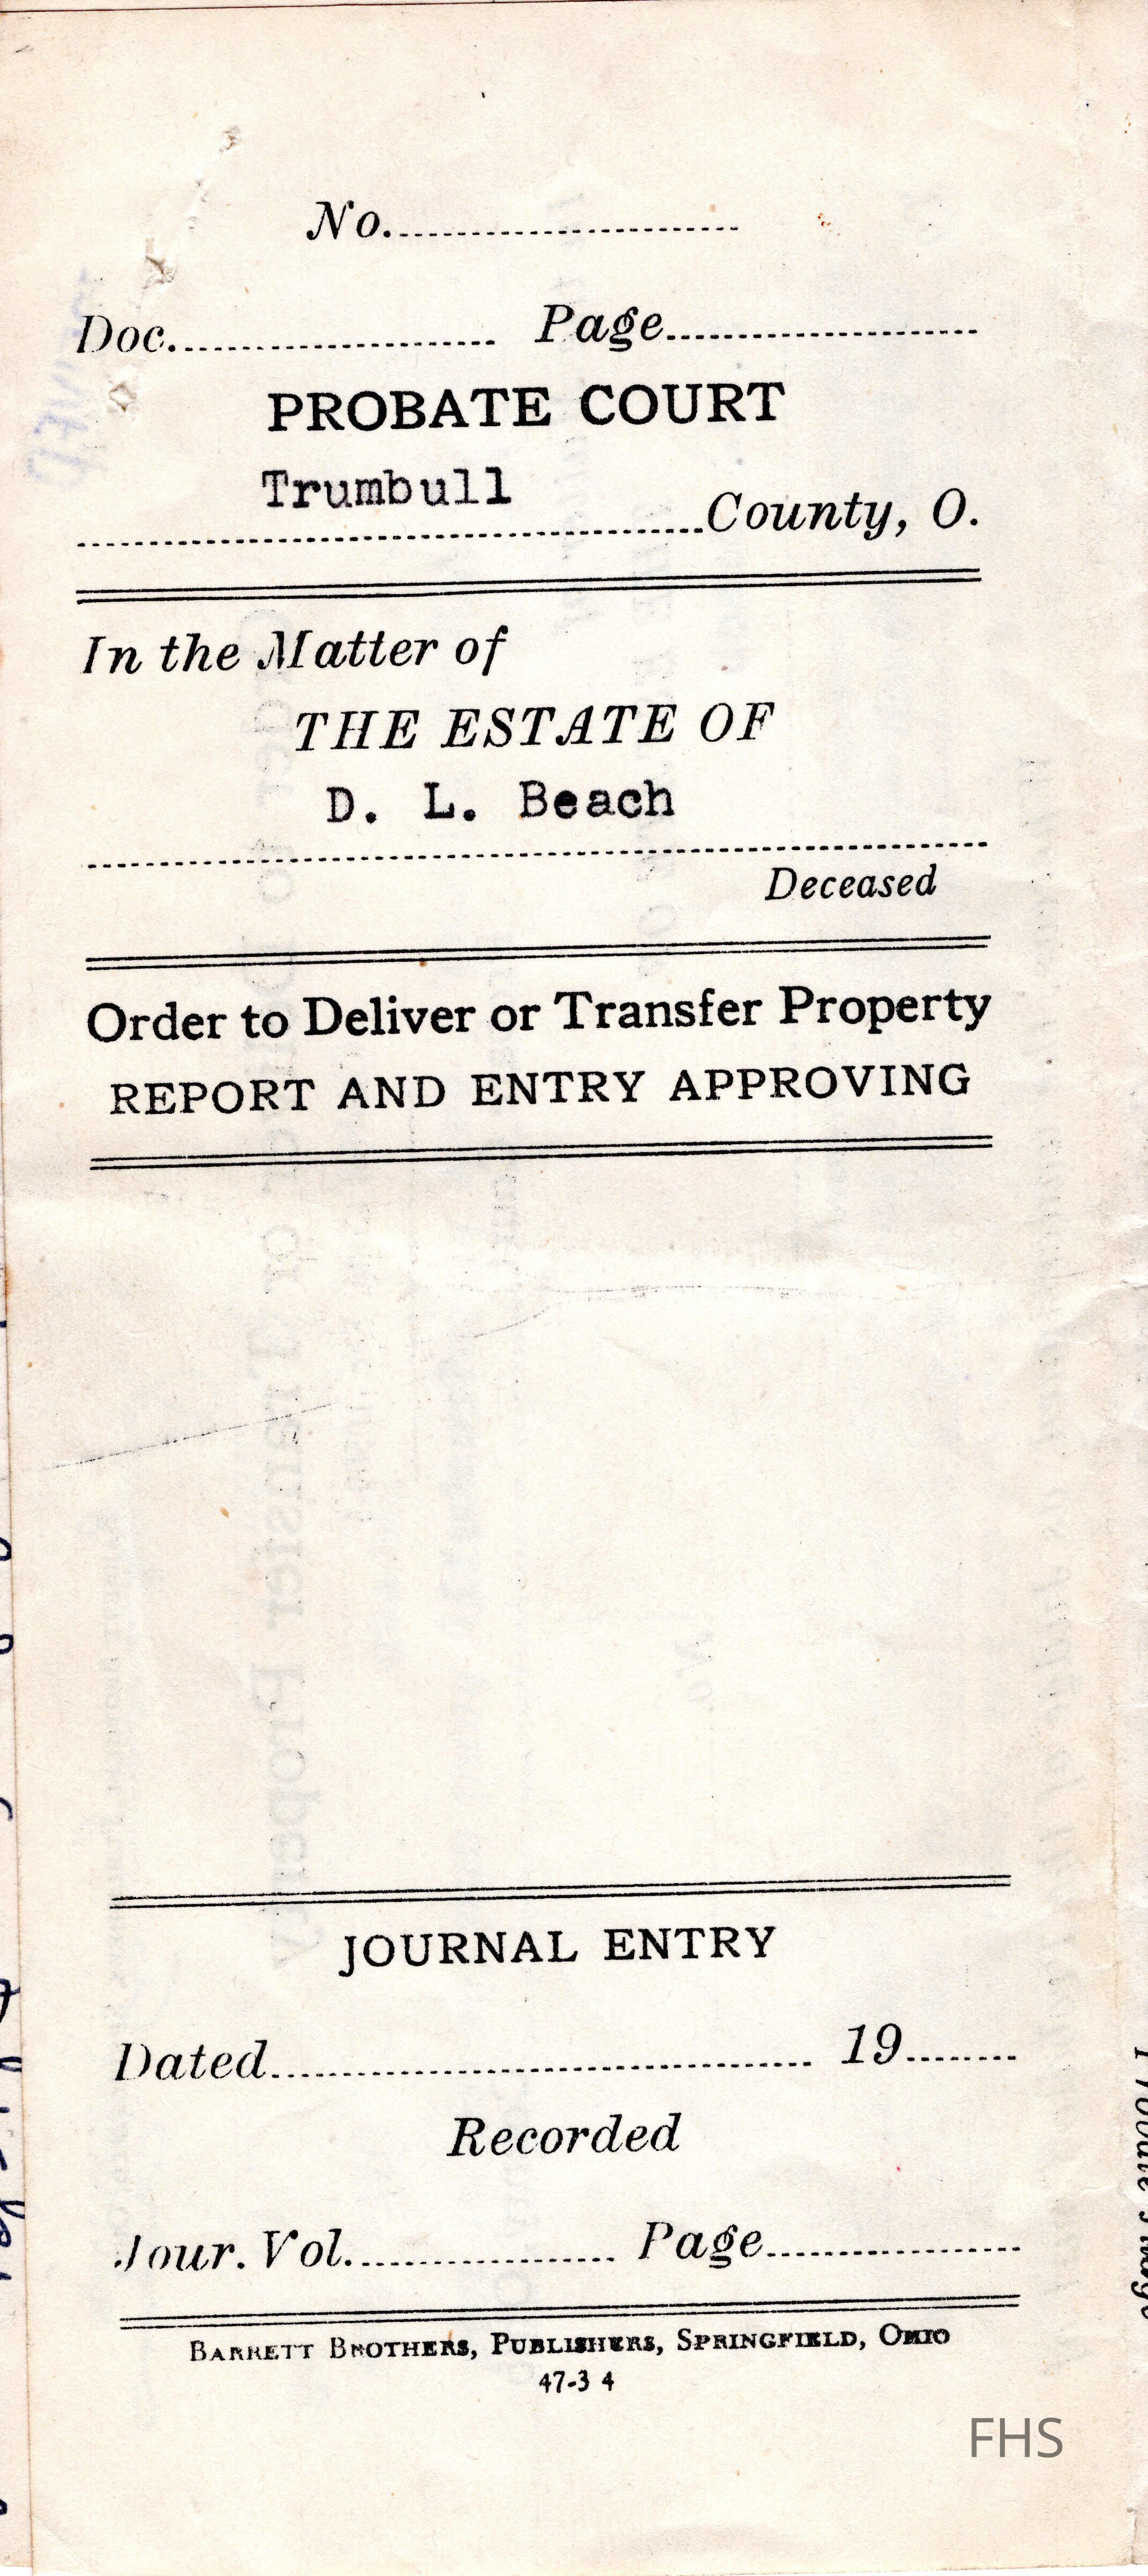 No.........................
Doc....................... Page......................
PROBATE COURT
Trumbull
............................................County, O.
In the Matter of
THE ESTATE OF
D. L. Beach
Deceased
Order to Deliver or Transfer Property
REPORT AND ENTRY APPROVING
JOURNAL ENTRY
Dated....................................... 19........
Recorded
Jour. Vol................... Page..................
BARRETT BROTHERS, PUBLISHERS, SPRINGFIELD, OHIO
47-3 4
FHS